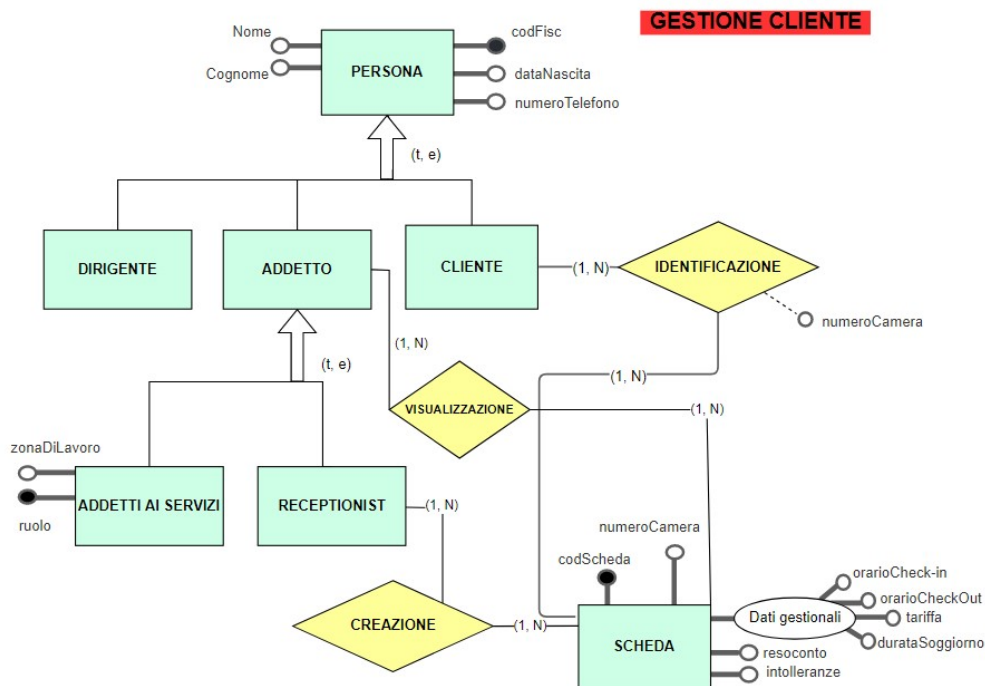 GESTIONE CLIENTE
Nome
codFisc
Cognome
PERSONA
dataNascita
numeroTelefono
(t, e)
DIRIGENTE
ADDETTO
CLIENTE
(1, N)
IDENTIFICAZIONE
numeroCamera
(1, N)
(t, e)
(1, N)
VISUALIZZAZIONE
(1, N)
zonaDiLavoro
ADDETTI AI SERVIZI
RECEPTIONIST
(1, N)
ruolo
numeroCamera
codScheda
orarioCheck-in
orarioCheckOut
CREAZIONE
(1, N)
SCHEDA
Dati gestionali
tariffa
durataSoggiorno
resoconto
intolleranze